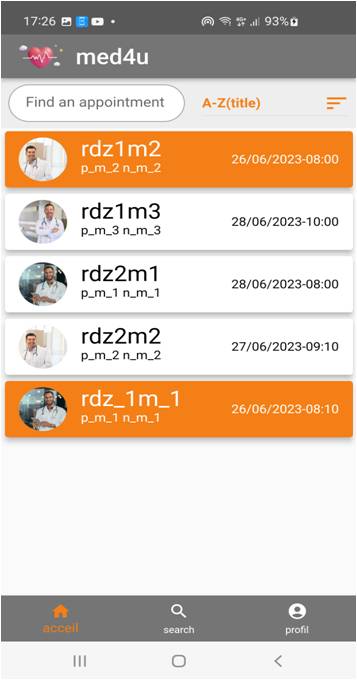 17:26 93%
med4u
Find an appointment A-Z(title)
rdz1m2
p_m_2 n_m_2 26/06/2023-08:00
rdz1m3
p_m_3 n_m_3 28/06/2023-10:00
rdz2m1
p_m_1 n_m_1 28/06/2023-08:00
rdz2m2
p_m_2 n_m_2 27/06/2023-09:10
rdz_1m_1
p_m_1 n_m_1 26/06/2023-08:10
acceil search profil